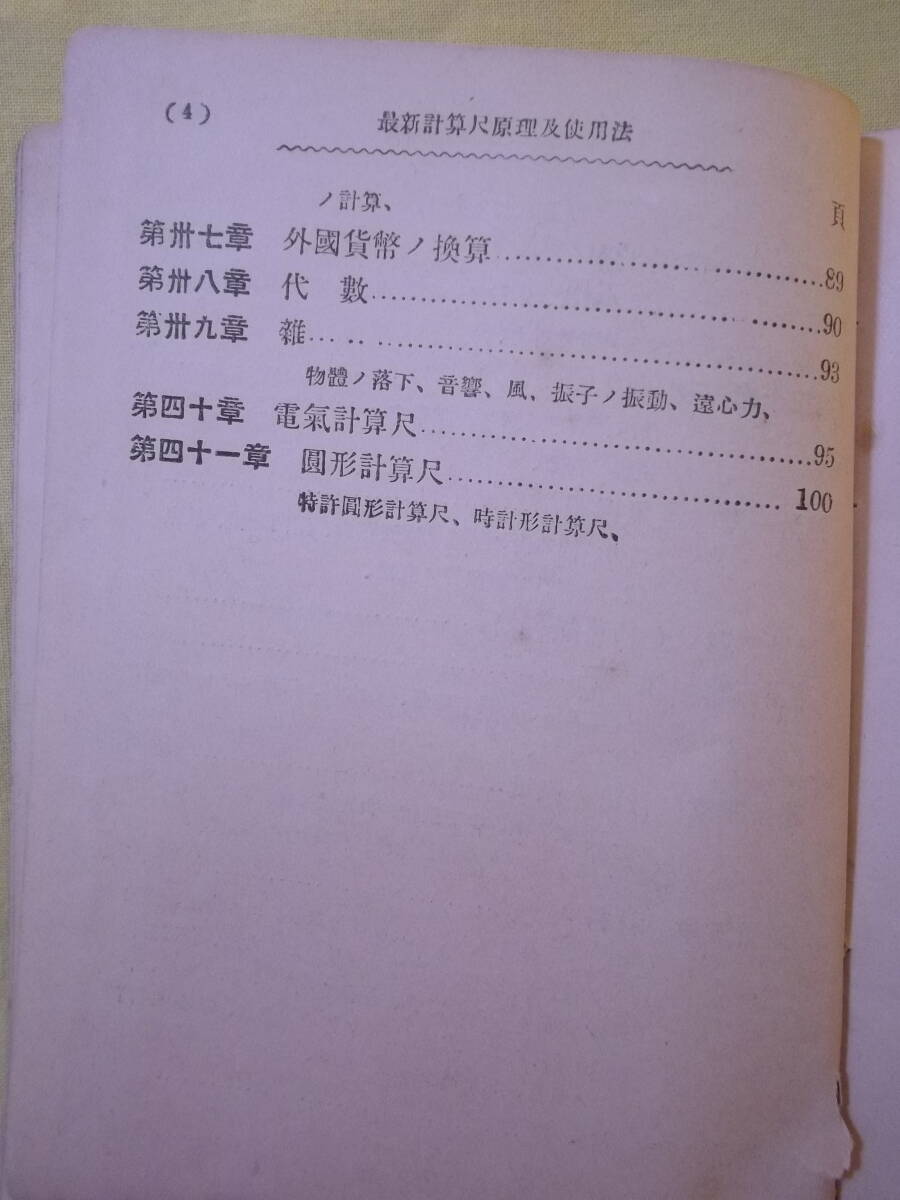 (4)
最新計算尺原理及使用法
ノ計算、
頁
第卅七章 外國貨幣ノ換算..............................89
第卅八章 代 數..............................90
第卅九章 雜..............................93
物體ノ落下、音響、風、振子ノ振動、遠心力、
第四十章 電氣計算尺..............................95
第四十一章 圓形計算尺..............................100
特許圓形計算尺、時計形計算尺、